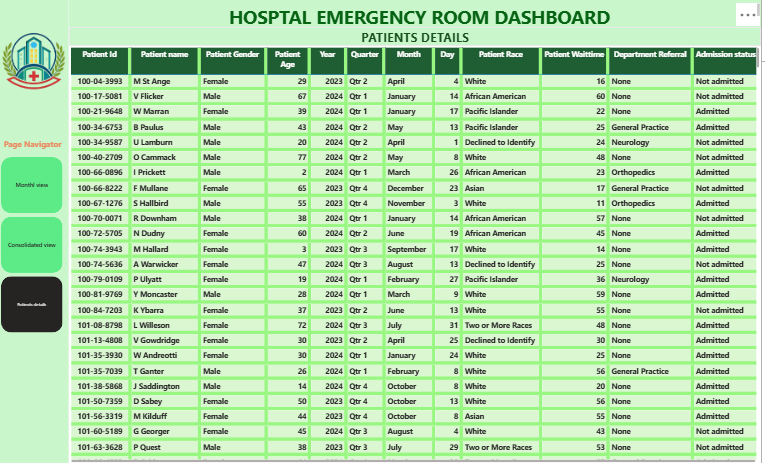 HOSPTAL EMERGENCY ROOM DASHBOARD
PATIENTS DETAILS
Patient Id Patient name Patient Gender Patient Age Year Quarter Month Day Patient Race Patient Waittime Department Referral Admission status
100-04-3993 M St Ange Female 29 2023 Qtr 2 April 4 White 16 None Not admitted
100-17-5081 V Flicker Male 67 2024 Qtr 1 January 14 African American 60 None Not admitted
100-21-9648 W Marran Female 39 2024 Qtr 1 January 17 Pacific Islander 22 None Admitted
100-34-6753 B Paulus Male 43 2024 Qtr 2 May 13 Pacific Islander 25 General Practice Admitted
100-34-9587 U Lamburn Male 20 2024 Qtr 2 April 1 Declined to Identify 24 Neurology Not admitted
100-40-2709 O Cammack Male 77 2024 Qtr 2 May 8 White 48 None Not admitted
100-66-0896 I Prickett Male 2 2024 Qtr 1 March 26 African American 23 Orthopedics Admitted
100-66-8222 F Mullane Female 65 2023 Qtr 4 December 23 Asian 17 General Practice Not admitted
100-67-1276 S Hallbird Male 55 2023 Qtr 4 November 3 White 11 Orthopedics Admitted
100-70-0071 R Downham Male 38 2024 Qtr 1 January 14 African American 57 None Not admitted
100-72-5705 N Dudny Female 60 2024 Qtr 2 June 19 African American 45 None Admitted
100-74-3943 M Hallard Female 3 2023 Qtr 3 September 17 White 14 None Not admitted
100-74-5636 A Warwicker Female 47 2023 Qtr 3 August 13 Declined to Identify 25 None Not admitted
100-79-0109 P Ulyatt Female 19 2024 Qtr 1 February 27 Pacific Islander 36 Neurology Admitted
100-81-9769 Y Moncaster Male 28 2024 Qtr 1 March 9 White 59 None Admitted
100-84-7203 K Ybarra Female 37 2023 Qtr 2 June 13 White 55 None Not admitted
101-08-8798 L Willeson Female 72 2024 Qtr 3 July 31 Two or More Races 48 None Admitted
101-13-4808 V Gowdridge Female 30 2023 Qtr 2 April 25 Declined to Identify 30 None Admitted
101-35-3930 W Andreotti Female 30 2024 Qtr 1 January 24 White 25 None Admitted
101-35-7039 T Ganter Male 26 2024 Qtr 1 February 8 White 56 General Practice Admitted
101-38-5868 J Saddington Male 14 2024 Qtr 4 October 8 White 20 None Admitted
101-50-7359 D Sabey Female 50 2023 Qtr 4 October 13 White 56 None Admitted
101-56-3319 M Kilduff Female 44 2023 Qtr 4 October 8 Asian 55 None Admitted
101-60-5189 G Georger Female 45 2023 Qtr 3 August 4 White 43 None Not admitted
101-63-3628 P Quest Male 38 2023 Qtr 3 July 29 Two or More Races 53 None Not admitted
Page Navigator
Monthl view
Consolidated view
Patients details